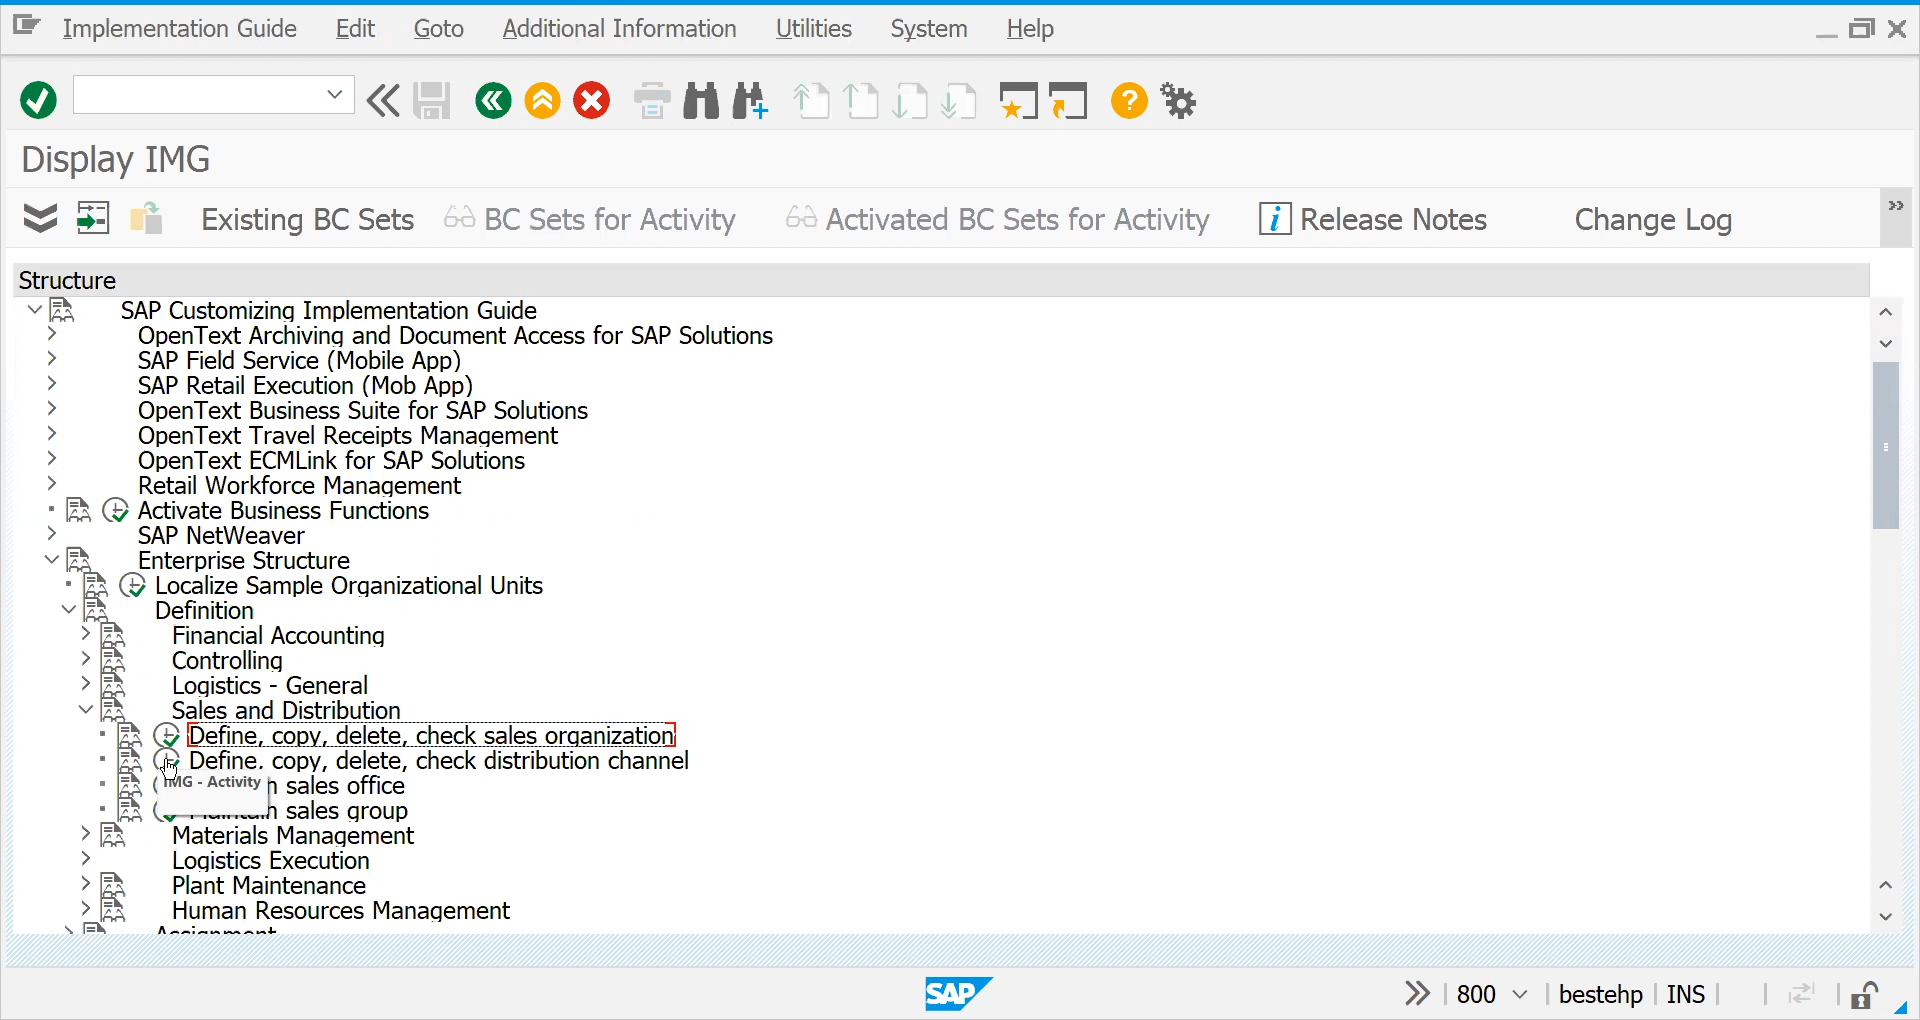 Implementation Guide Edit Goto Additional Information Utilities System Help
Display IMG
Existing BC Sets BC Sets for Activity Activated BC Sets for Activity Release Notes Change Log
Structure
SAP Customizing Implementation Guide
OpenText Archiving and Document Access for SAP Solutions
SAP Field Service (Mobile App)
SAP Retail Execution (Mob App)
OpenText Business Suite for SAP Solutions
OpenText Travel Receipts Management
OpenText ECMLink for SAP Solutions
Retail Workforce Management
Activate Business Functions
SAP NetWeaver
Enterprise Structure
Localize Sample Organizational Units
Definition
Financial Accounting
Controlling
Logistics - General
Sales and Distribution
Define, copy, delete, check sales organization
Define, copy, delete, check distribution channel
IMG - Activity
sales office
Maintain sales group
Materials Management
Logistics Execution
Plant Maintenance
Human Resources Management
Assignment
SAP 800 bestehp INS